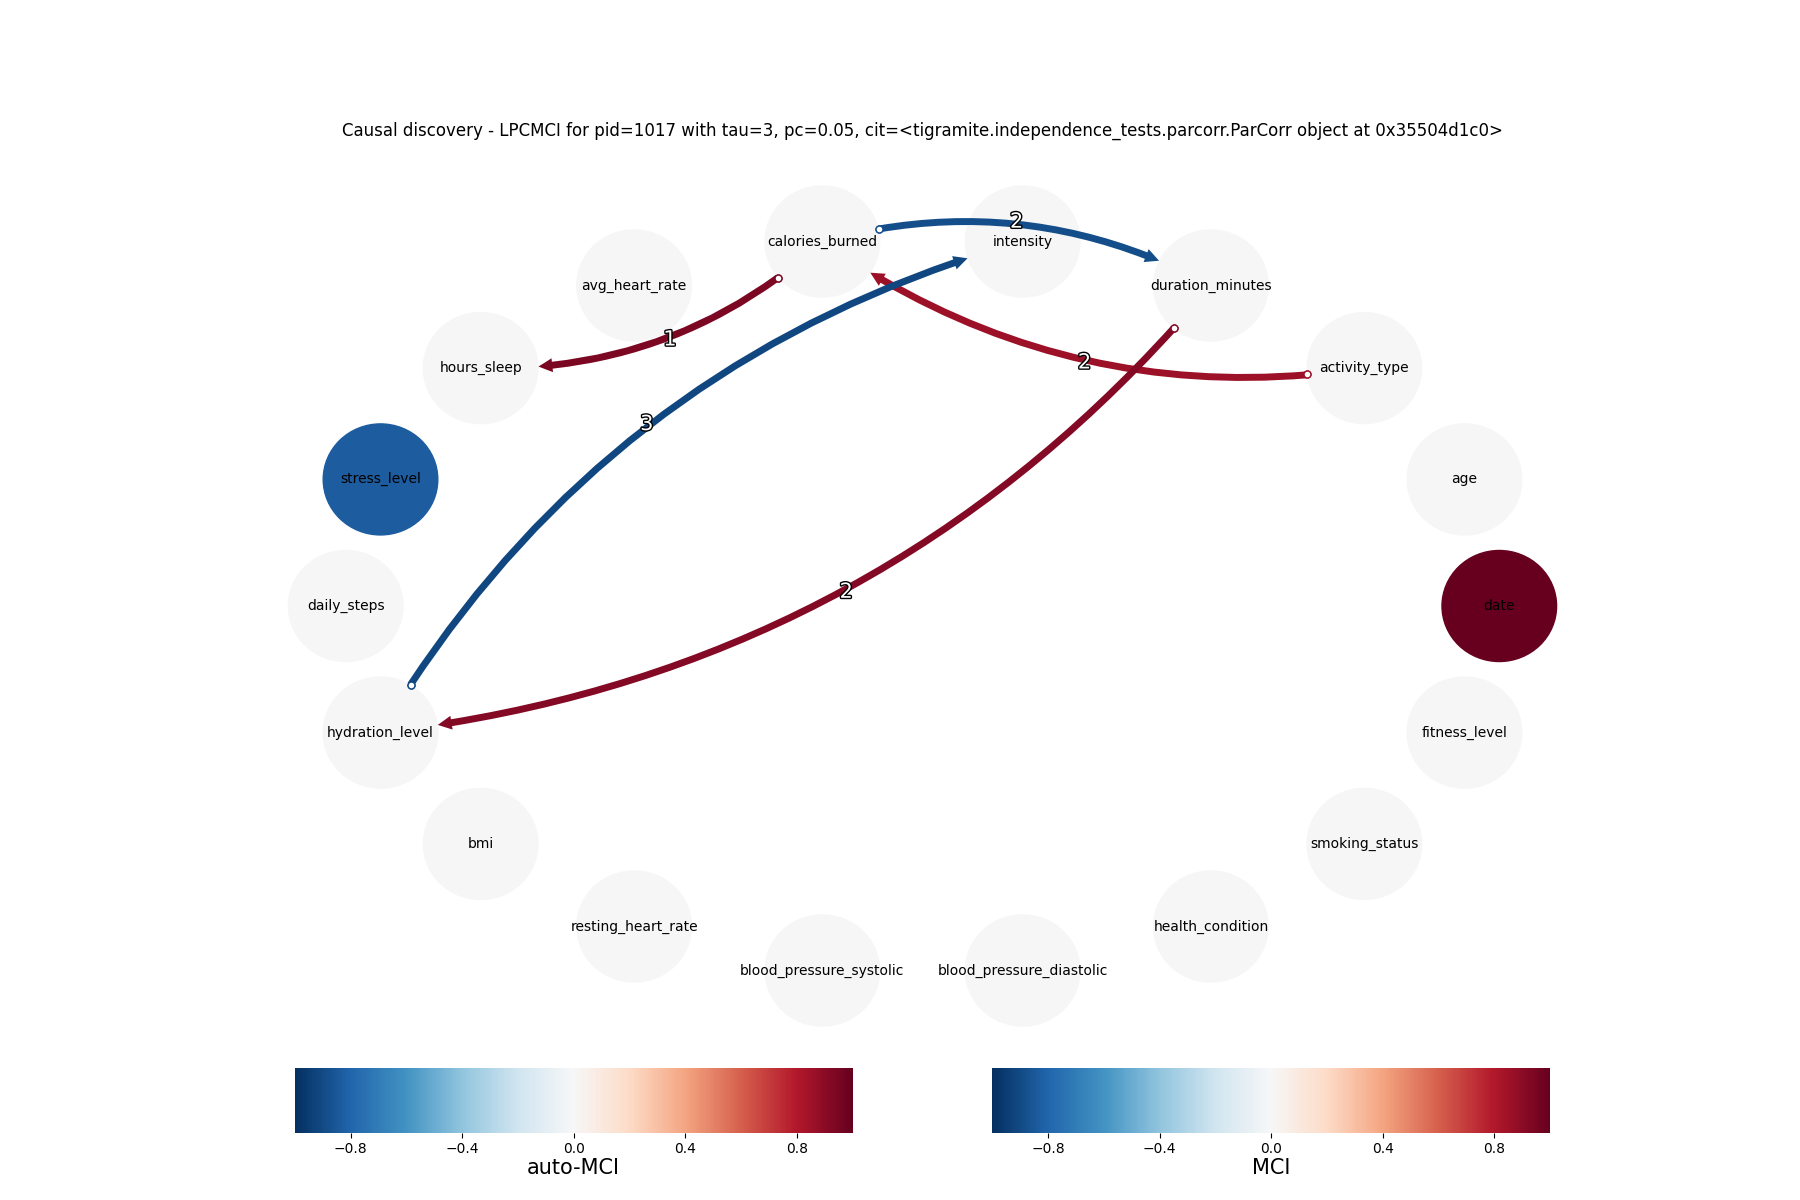 Causal discovery - LPCMCI for pid=1017 with tau=3, pc=0.05, cit=<tigramite.independence_tests.parcorr.ParCorr object at 0x35504d1c0>
calories_burned
2
intensity
avg_heart_rate
duration_minutes
1
hours_sleep
2
activity_type
3
stress_level
age
2
daily_steps
date
hydration_level
fitness_level
bmi
smoking_status
resting_heart_rate
health_condition
blood_pressure_systolic
blood_pressure_diastolic
−0.8 −0.4 0.0 0.4 0.8
auto-MCI
−0.8 −0.4 0.0 0.4 0.8
MCI